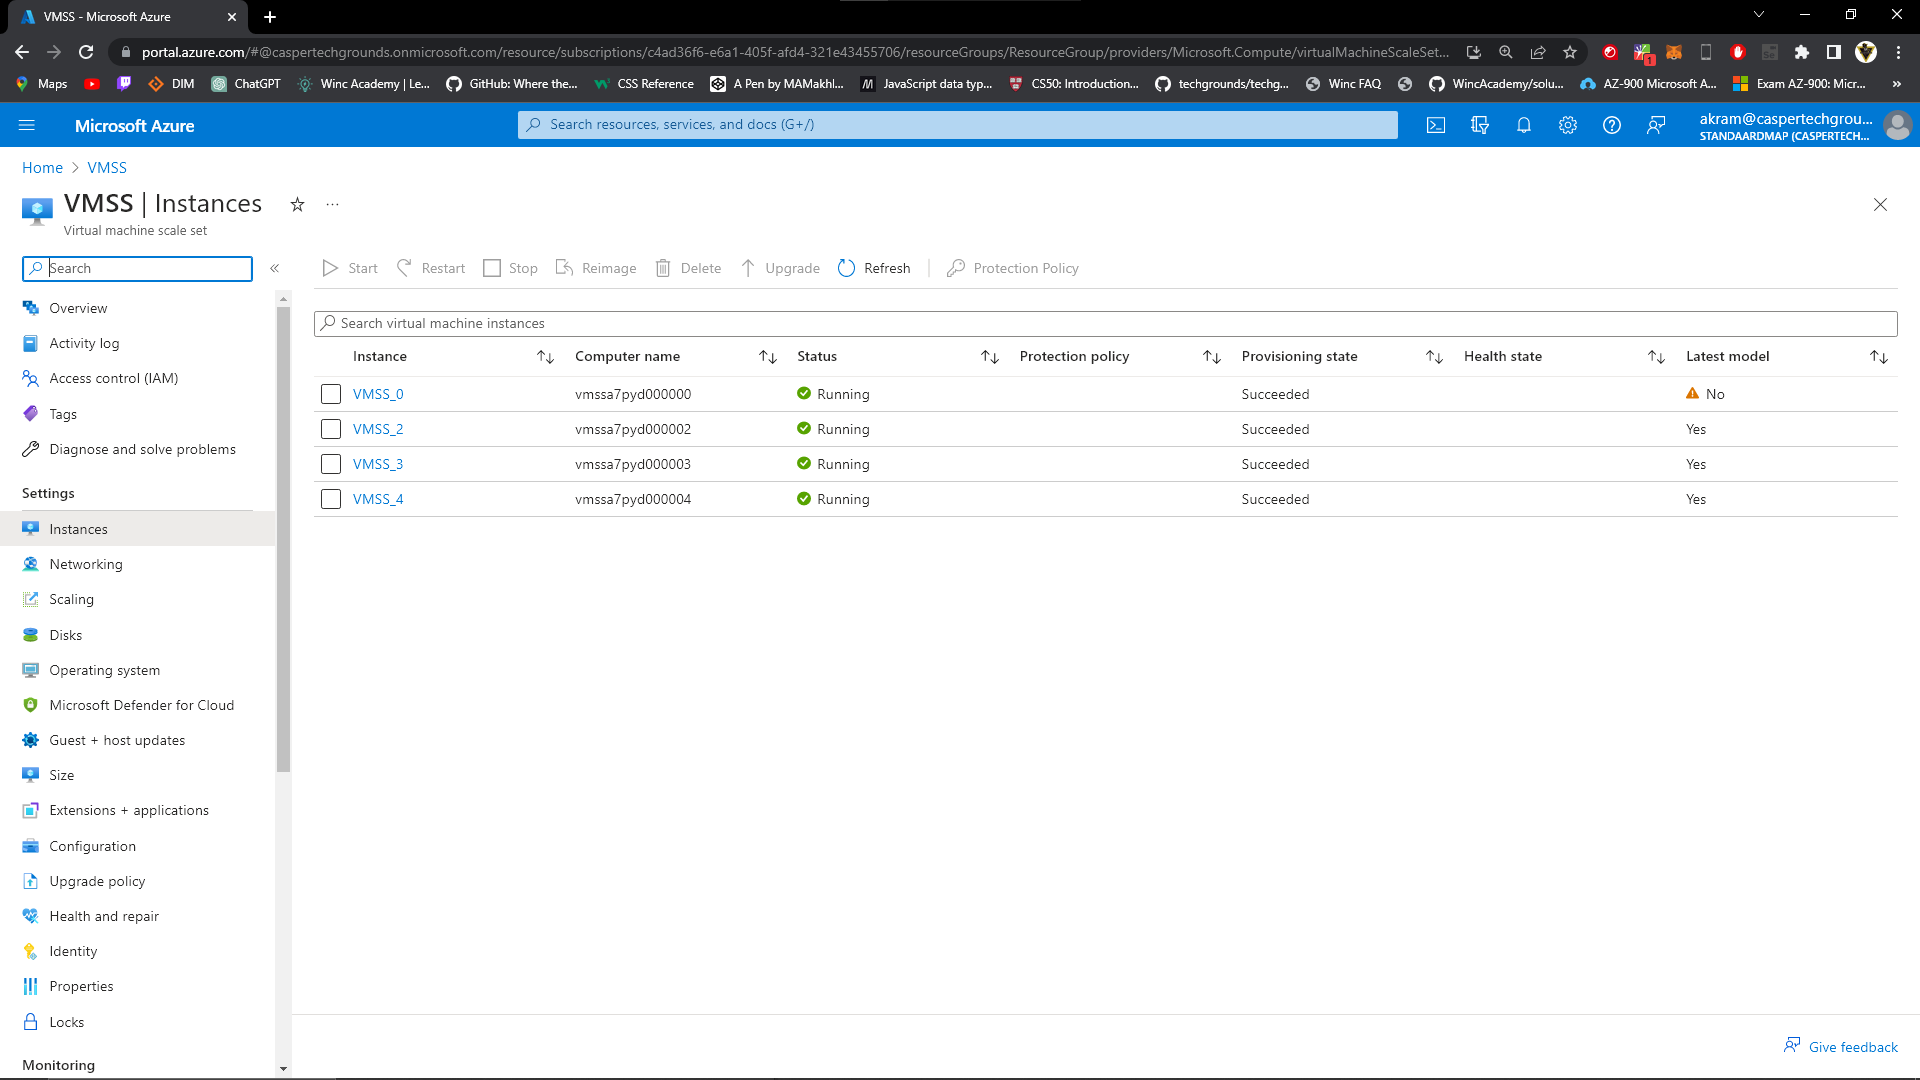 VMSS - Microsoft Azure
portal.azure.com/#@caspertechgrounds.onmicrosoft.com/resource/subscriptions/c4ad36f6-e6a1-405f-afd4-321e43455706/resourceGroups/ResourceGroup/providers/Microsoft.Compute/virtualMachineScaleSet...
1
Maps DIM ChatGPT Winc Academy | Le... GitHub: Where the... CSS Reference A Pen by MAMakhl... JavaScript data typ... CS50: Introduction... techgrounds/techg... Winc FAQ WincAcademy/solu... AZ-900 Microsoft A... Exam AZ-900: Micr... »
Microsoft Azure
Search resources, services, and docs (G+/)
akram@caspertechgrou...
STANDAARDMAP (CASPERTECH...
Home > VMSS
VMSS | Instances
Virtual machine scale set
Search
Start Restart Stop Reimage Delete Upgrade Refresh Protection Policy
Overview
Activity log
Access control (IAM)
Tags
Diagnose and solve problems
Settings
Instances
Networking
Scaling
Disks
Operating system
Microsoft Defender for Cloud
Guest + host updates
Size
Extensions + applications
Configuration
Upgrade policy
Health and repair
Identity
Properties
Locks
Monitoring
Search virtual machine instances
Instance Computer name Status Protection policy Provisioning state Health state Latest model
VMSS_0 vmssa7pyd000000 Running Succeeded No
VMSS_2 vmssa7pyd000002 Running Succeeded Yes
VMSS_3 vmssa7pyd000003 Running Succeeded Yes
VMSS_4 vmssa7pyd000004 Running Succeeded Yes
Give feedback